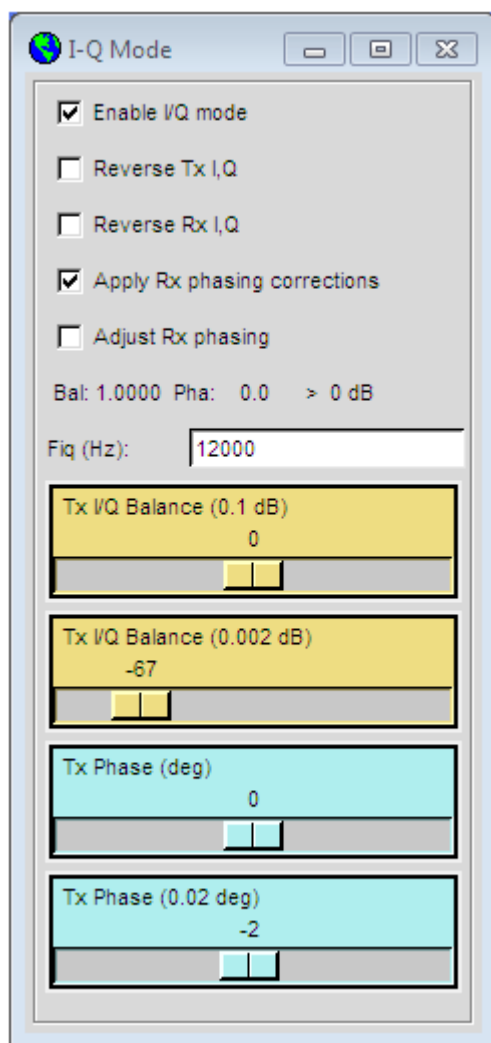 I-Q Mode
Enable I/Q mode
Reverse Tx I,Q
Reverse Rx I,Q
Apply Rx phasing corrections
Adjust Rx phasing
Bal: 1.0000 Pha: 0.0 > 0 dB
Fiq (Hz): 12000
Tx I/Q Balance (0.1 dB)
0
Tx I/Q Balance (0.002 dB)
-67
Tx Phase (deg)
0
Tx Phase (0.02 deg)
-2